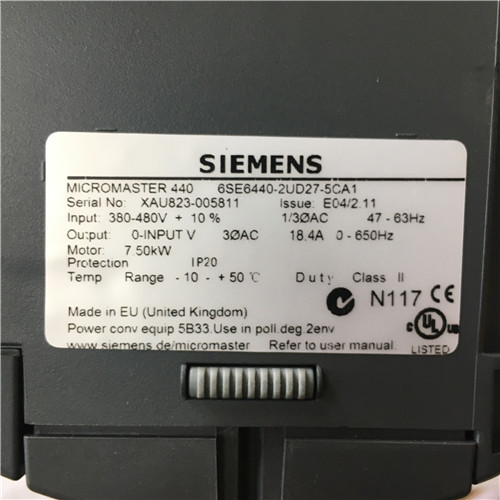 SIEMENS
MICROMASTER 440 6SE6440-2UD27-5CA1
Serial No: XAU823-005811 Issue: E04/2.11
Input: 380-480V + 10 % 1/3ØAC 47 - 63Hz
Output: 0-INPUT V 3ØAC 18.4A 0 - 650Hz
Motor: 7.50kW
Protection IP20
Temp Range - 10 - + 50 ℃ Duty Class II
N117 CE
Made in EU (United Kingdom)
Power conv equip 5B33.Use in poll.deg.2env
C UL US
www.siemens.de/micromaster Refer to user manual.
LISTED